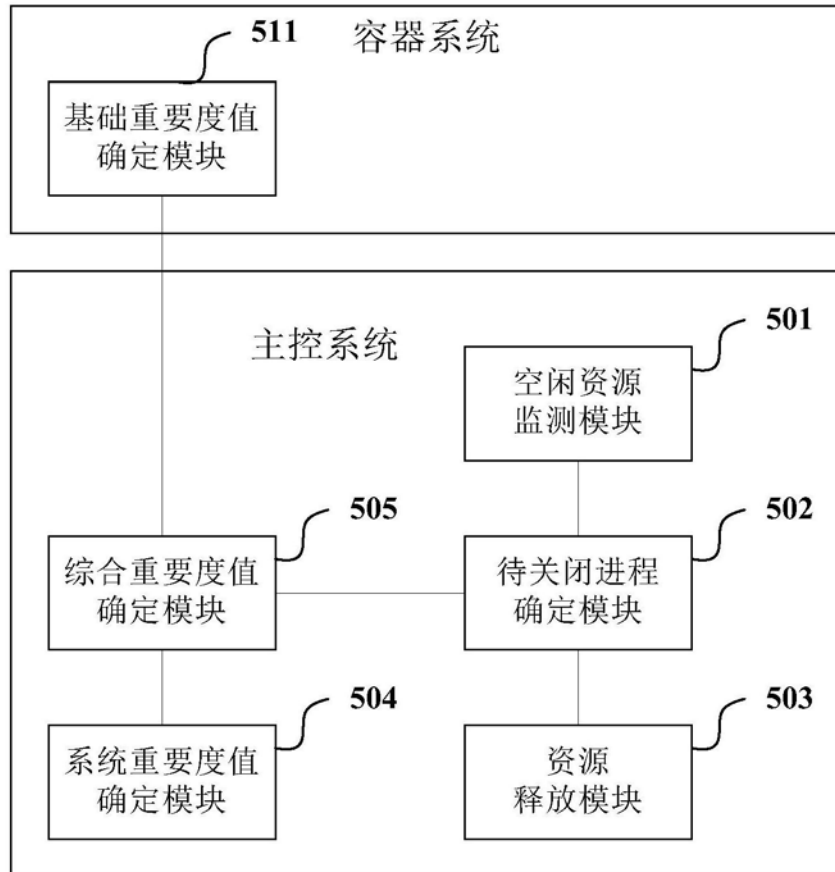 511
容器系统
基础重要度值
确定模块
主控系统
501
空闲资源
监测模块
505
综合重要度值
确定模块
502
待关闭进程
确定模块
504
系统重要度值
确定模块
503
资源
释放模块